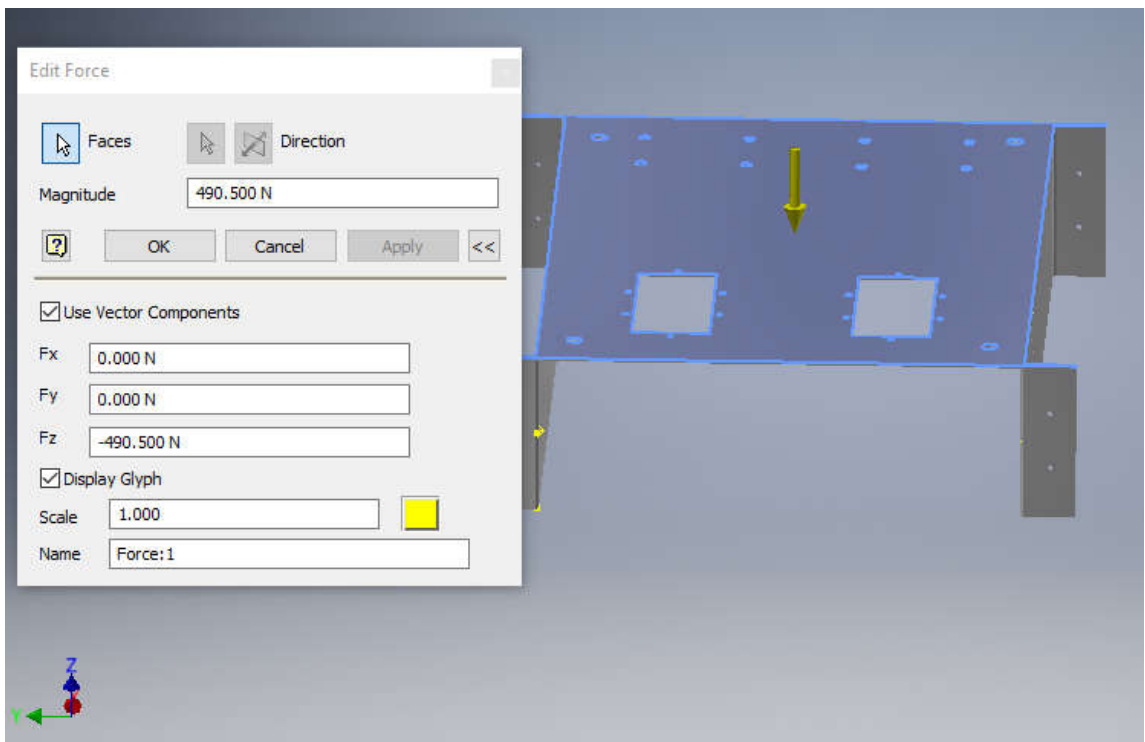 Edit Force
Faces
Direction
Magnitude
490.500 N
OK
Cancel
Apply
<<
Use Vector Components
Fx
0.000 N
Fy
0.000 N
Fz
-490.500 N
Display Glyph
Scale
1.000
Name
Force:1
Z
Y